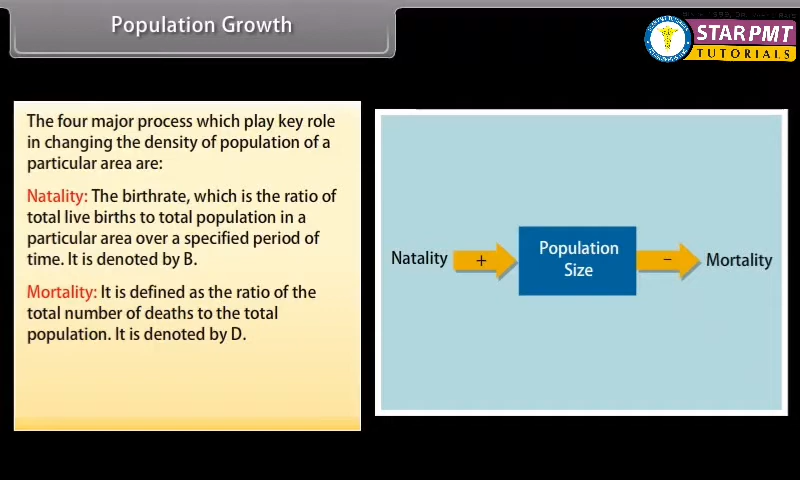 Population Growth
STAR PMT
TUTORIALS
The four major process which play key role
in changing the density of population of a
particular area are:
Natality: The birthrate, which is the ratio of
total live births to total population in a
particular area over a specified period of
time. It is denoted by B.
Mortality: It is defined as the ratio of the
total number of deaths to the total
population. It is denoted by D.
Natality
+
Population
Size
−
Mortality